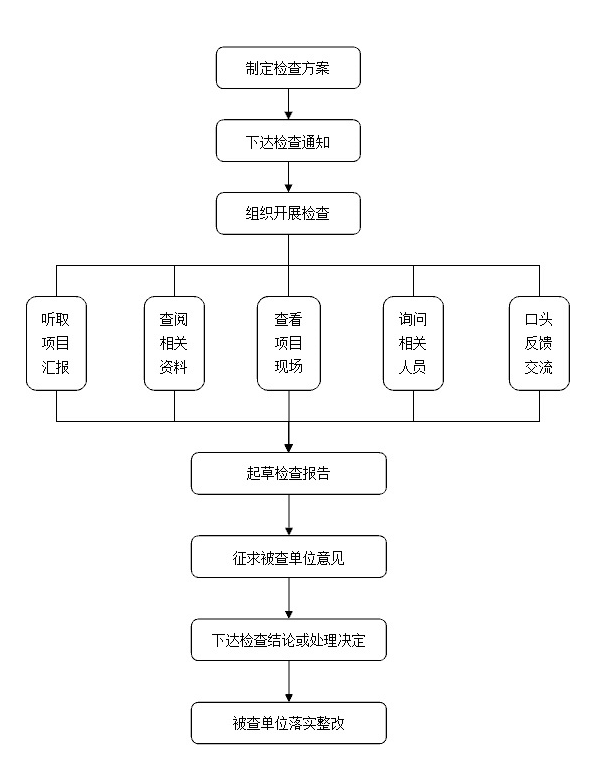 制定检查方案
下达检查通知
组织开展检查
听取
项目
汇报
查阅
相关
资料
查看
项目
现场
询问
相关
人员
口头
反馈
交流
起草检查报告
征求被查单位意见
下达检查结论或处理决定
被查单位落实整改